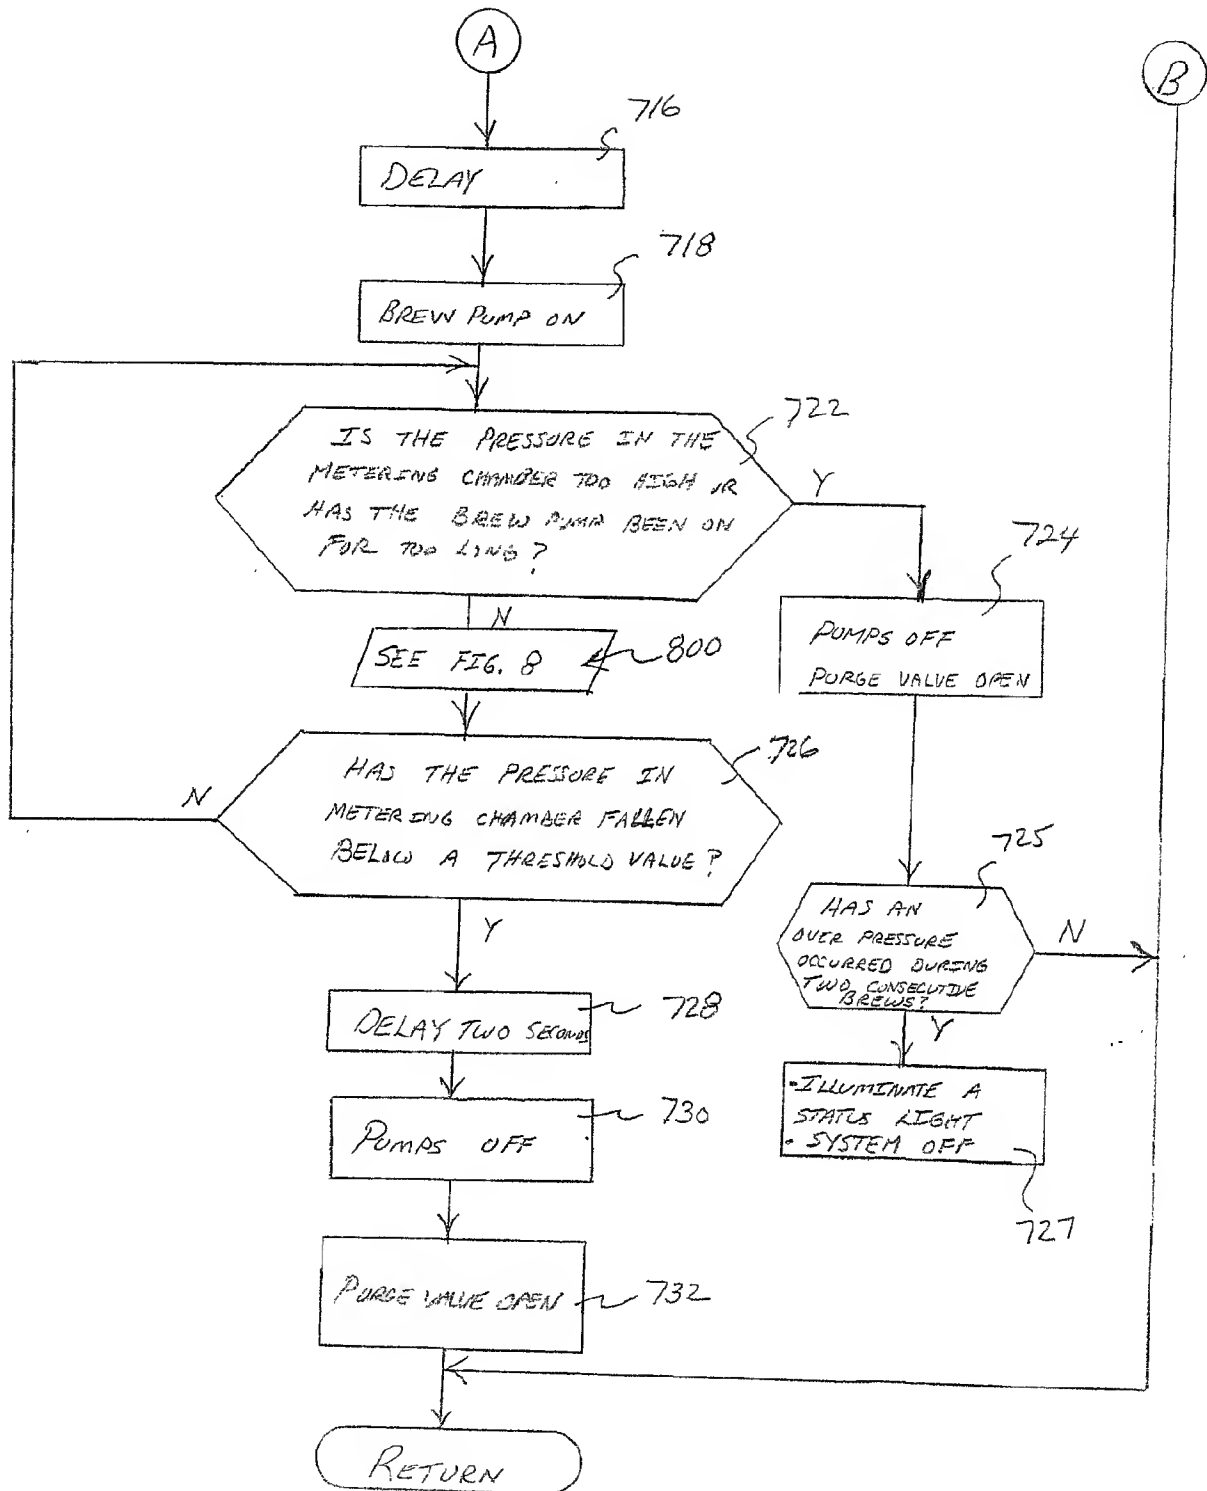 A
B
716
DELAY
718
BREW PUMP ON
722
IS THE PRESSURE IN THE
METERING CHAMBER TOO HIGH OR
HAS THE BREW PUMP BEEN ON
FOR TOO LONG?
Y
N
724
PUMPS OFF
PURGE VALUE OPEN
SEE FIG. 8
800
726
HAS THE PRESSURE IN
METERING CHAMBER FALLEN
BELOW A THRESHOLD VALUE?
N
Y
725
HAS AN
OVER PRESSURE
OCCURRED DURING
TWO CONSECUTIVE
BREWS?
N
Y
728
DELAY TWO SECONDS
•ILLUMINATE A
STATUS LIGHT
• SYSTEM OFF
727
730
PUMPS OFF
PURGE VALUE OPEN
732
RETURN